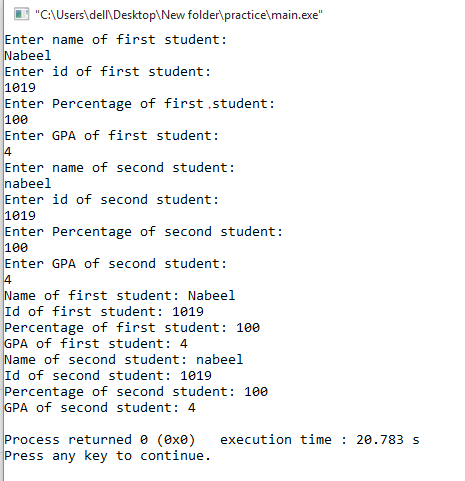 "C:\Users\dell\Desktop\New folder\practice\main.exe"
Enter name of first student:
Nabeel
Enter id of first student:
1019
Enter Percentage of first student:
100
Enter GPA of first student:
4
Enter name of second student:
nabeel
Enter id of second student:
1019
Enter Percentage of second student:
100
Enter GPA of second student:
4
Name of first student: Nabeel
Id of first student: 1019
Percentage of first student: 100
GPA of first student: 4
Name of second student: nabeel
Id of second student: 1019
Percentage of second student: 100
GPA of second student: 4
Process returned 0 (0x0)   execution time : 20.783 s
Press any key to continue.